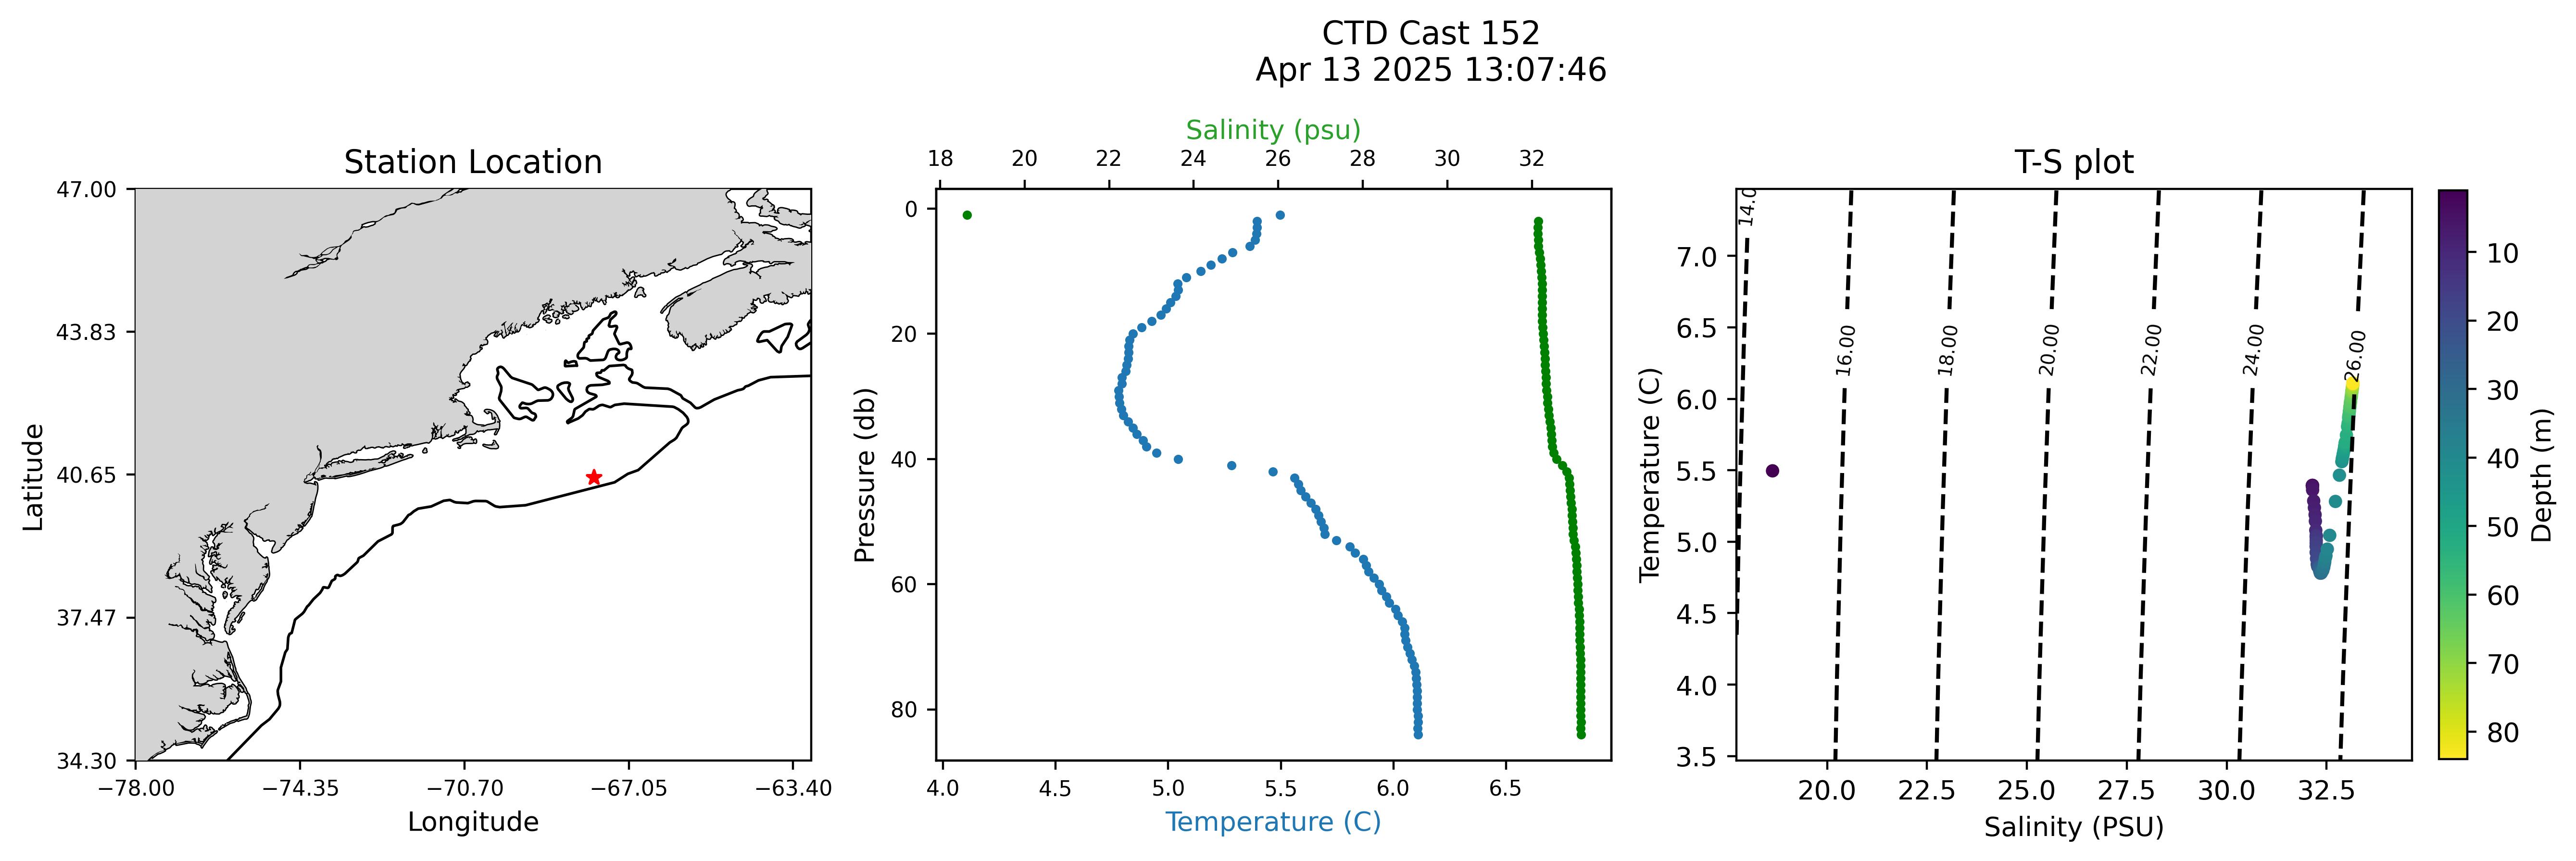 CTD Cast 152
Apr 13 2025 13:07:46
Station Location
47.00
43.83
40.65
37.47
34.30
Latitude
−78.00 −74.35 −70.70 −67.05 −63.40
Longitude
Salinity (psu)
18 20 22 24 26 28 30 32
0
20
40
60
80
Pressure (db)
4.0 4.5 5.0 5.5 6.0 6.5
Temperature (C)
T-S plot
14.0
16.00 18.00 20.00 22.00 24.00 26.00
7.0
6.5
6.0
5.5
5.0
4.5
4.0
3.5
Temperature (C)
20.0 22.5 25.0 27.5 30.0 32.5
Salinity (PSU)
10
20
30
40
50
60
70
80
Depth (m)